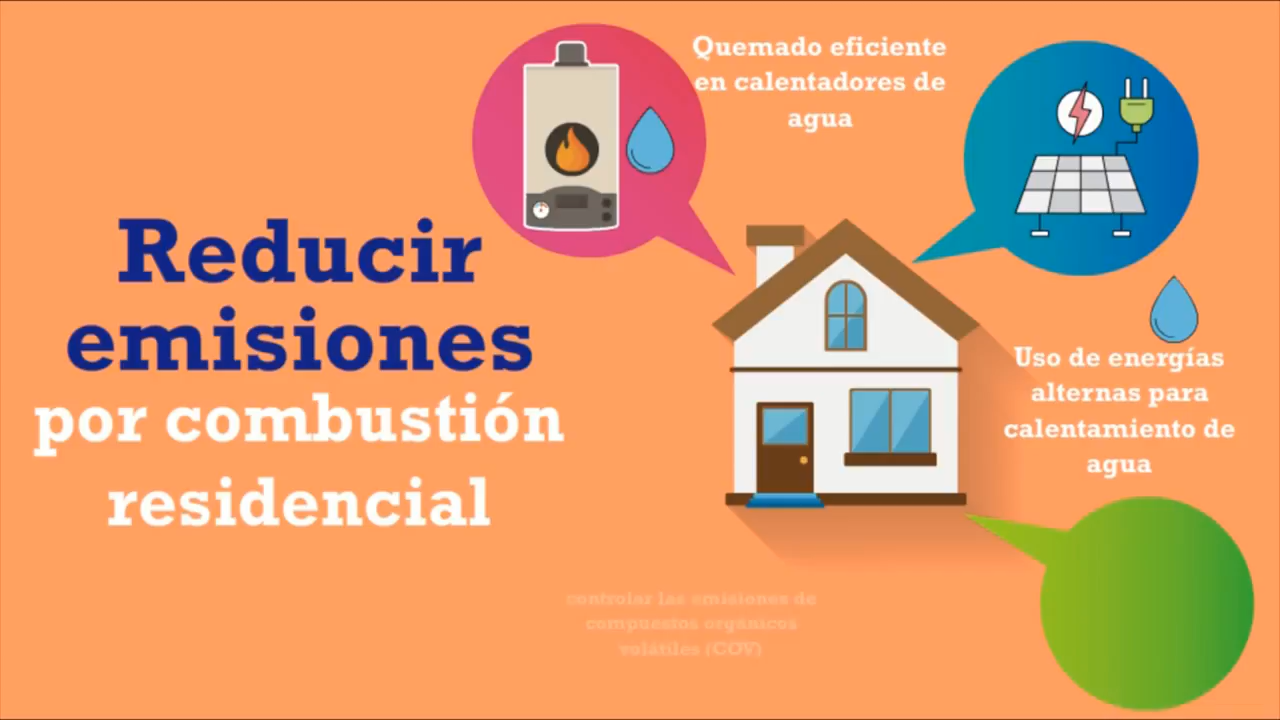 Reducir
emisiones
por combustión
residencial
Quemado eficiente
en calentadores de
agua
Uso de energías
alternas para
calentamiento de
agua
controlar las emisiones de
compuestos orgánicos
volátiles (COV)